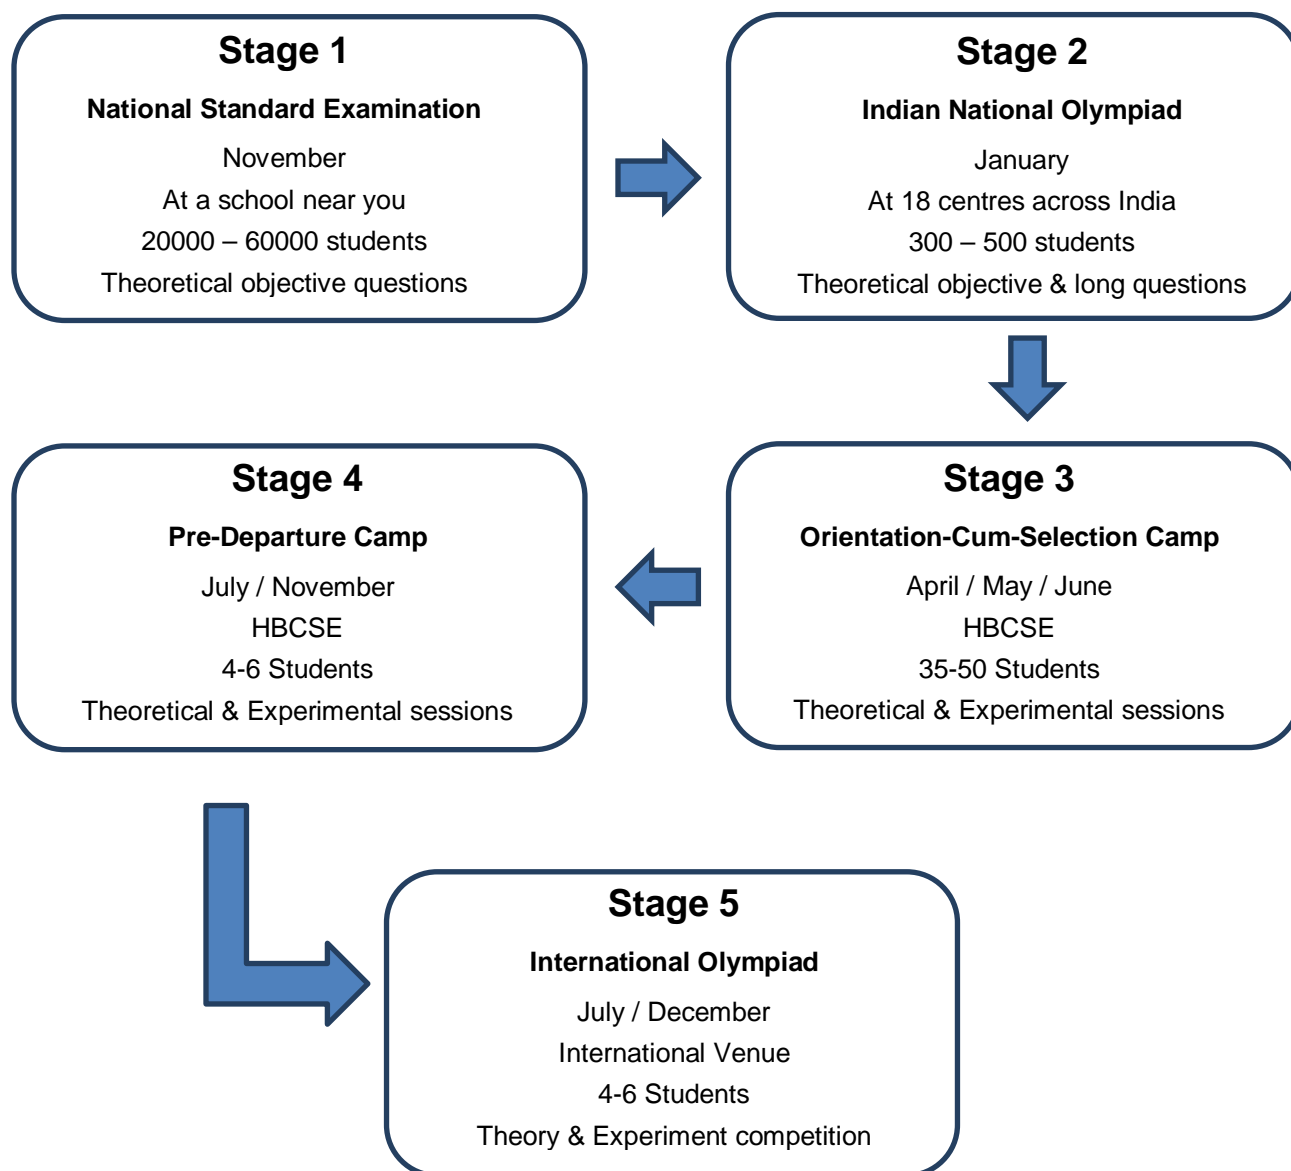 Stage 1
National Standard Examination
November
At a school near you
20000 – 60000 students
Theoretical objective questions
Stage 2
Indian National Olympiad
January
At 18 centres across India
300 – 500 students
Theoretical objective & long questions
Stage 3
Orientation-Cum-Selection Camp
April / May / June
HBCSE
35-50 Students
Theoretical & Experimental sessions
Stage 4
Pre-Departure Camp
July / November
HBCSE
4-6 Students
Theoretical & Experimental sessions
Stage 5
International Olympiad
July / December
International Venue
4-6 Students
Theory & Experiment competition